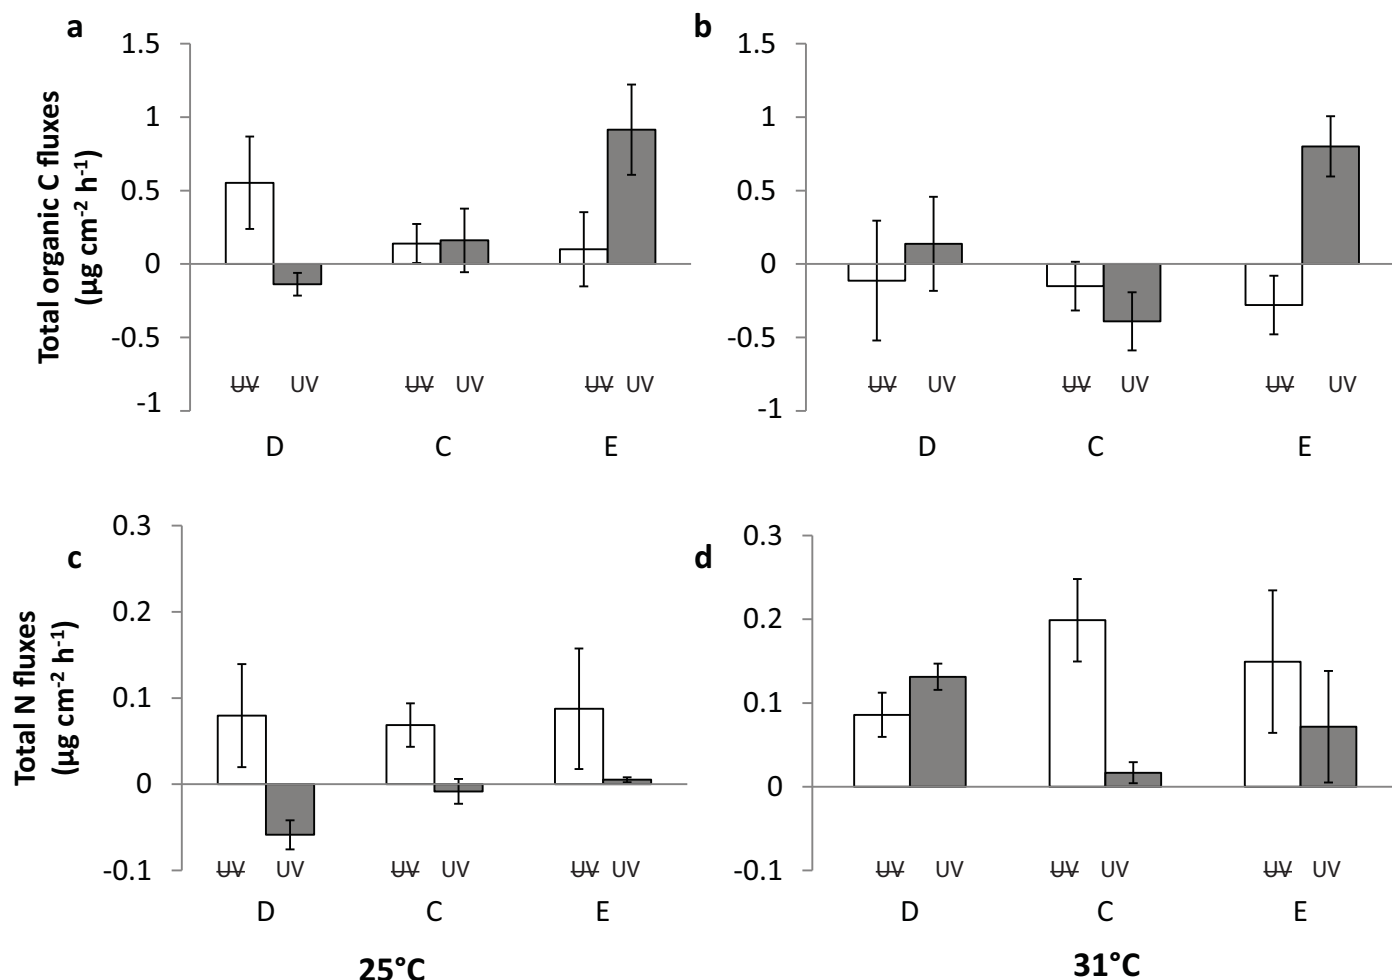 a
b
Total organic C fluxes
(µg cm-2 h-1)
1.5
1
0.5
0
-0.5
-1
UV UV UV UV UV UV
D C E
1.5
1
0.5
0
-0.5
-1
UV UV UV UV UV UV
D C E
c
d
Total N fluxes
(µg cm-2 h-1)
0.3
0.2
0.1
0
-0.1
UV UV UV UV UV UV
D C E
25°C
0.3
0.2
0.1
0
-0.1
UV UV UV UV UV UV
D C E
31°C